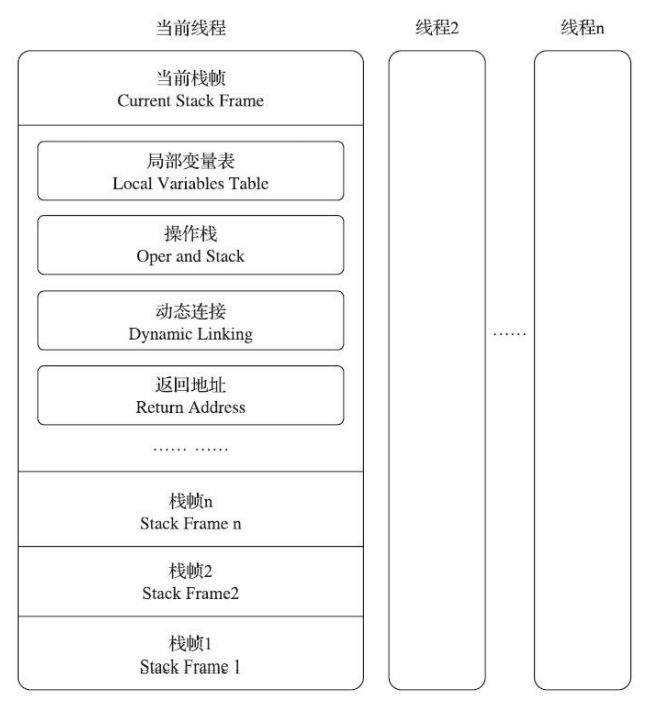 当前线程
线程2
线程n
当前栈帧
Current Stack Frame
局部变量表
Local Variables Table
操作栈
Oper and Stack
动态连接
Dynamic Linking
……
返回地址
Return Address
…… ……
栈帧n
Stack Frame n
栈帧2
Stack Frame2
栈帧1
Stack Frame 1